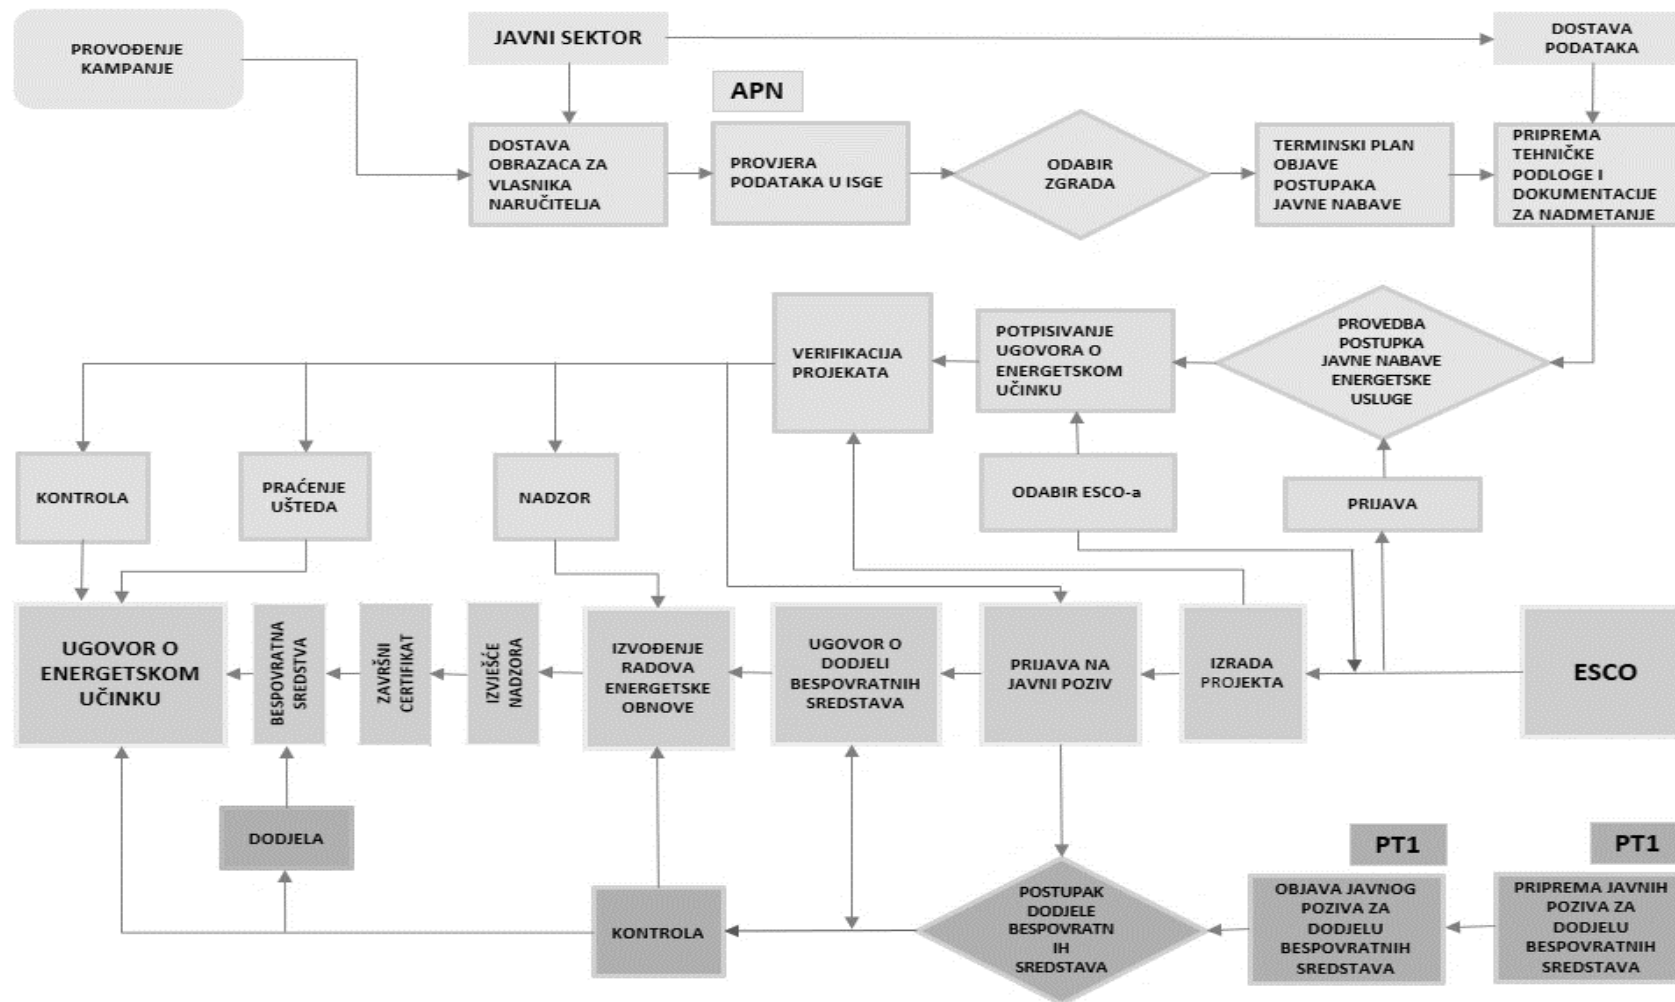 PROVOĐENJE
KAMPANJE
JAVNI SEKTOR
DOSTAVA
PODATAKA
APN
DOSTAVA
OBRAZACA ZA
VLASNIKA
NARUČITELJA
PROVJERA
PODATAKA U ISGE
ODABIR
ZGRADA
TERMINSKI PLAN
OBJAVE
POSTUPAKA
JAVNE NABAVE
PRIPREMA
TEHNIČKE
PODLOGE I
DOKUMENTACIJE
ZA NADMETANJE
VERIFIKACIJA
PROJEKATA
POTPISIVANJE
UGOVORA O
ENERGETSKOM
UČINKU
PROVEDBA
POSTUPKA
JAVNE NABAVE
ENERGETSKE
USLUGE
KONTROLA
PRAĆENJE
UŠTEDA
NADZOR
ODABIR ESCO-a
PRIJAVA
UGOVOR O
ENERGETSKOM
UČINKU
BESPOVRATNA
SREDSTVA
ZAVRŠNI
CERTIFIKAT
IZVJEŠĆE
NADZORA
IZVOĐENJE
RADOVA
ENERGETSKE
OBNOVE
UGOVOR O
DODJELI
BESPOVRATNIH
SREDSTAVA
PRIJAVA NA
JAVNI POZIV
IZRADA
PROJEKTA
ESCO
DODJELA
KONTROLA
POSTUPAK
DODJELE
BESPOVRATN
IH
SREDSTAVA
PT1
OBJAVA JAVNOG
POZIVA ZA
DODJELU
BESPOVRATNIH
SREDSTAVA
PT1
PRIPREMA JAVNIH
POZIVA ZA
DODJELU
BESPOVRATNIH
SREDSTAVA